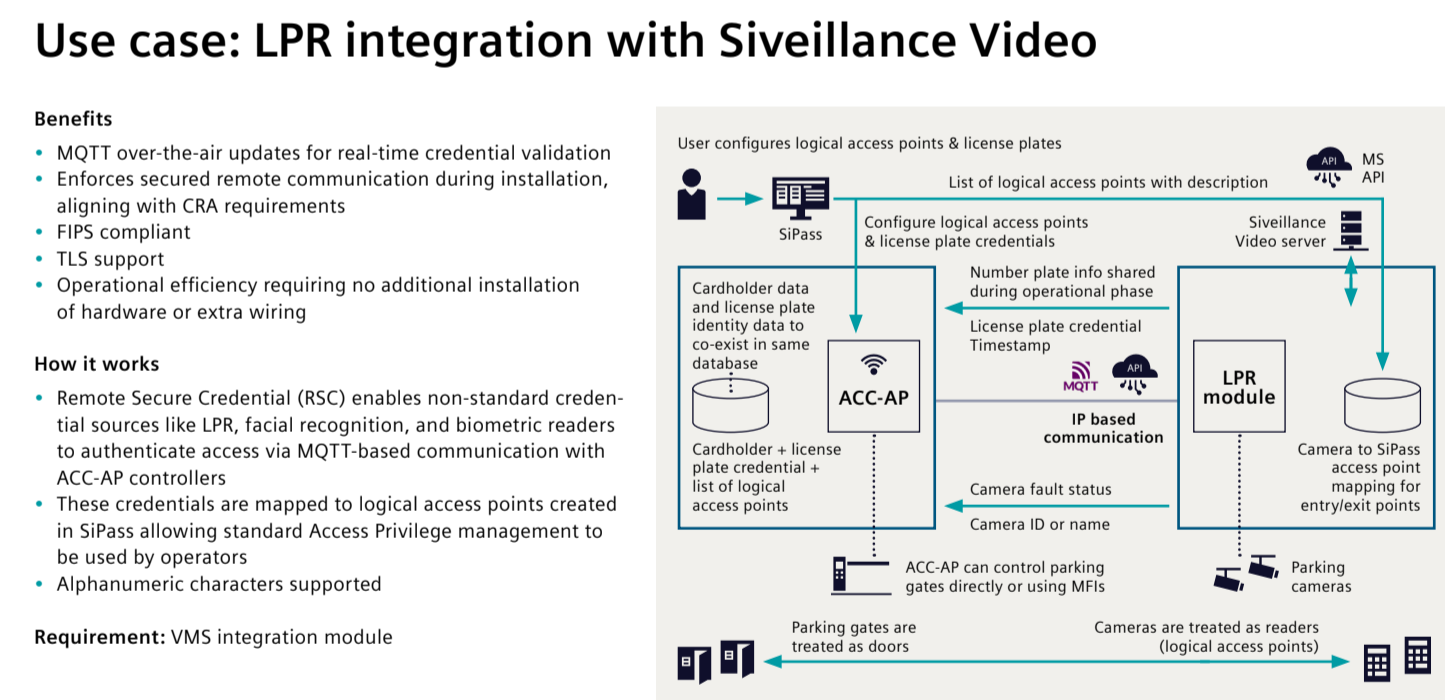 Use case: LPR integration with Siveillance Video
Benefits
• MQTT over-the-air updates for real-time credential validation
• Enforces secured remote communication during installation,
aligning with CRA requirements
• FIPS compliant
• TLS support
• Operational efficiency requiring no additional installation
of hardware or extra wiring
How it works
• Remote Secure Credential (RSC) enables non-standard creden-
tial sources like LPR, facial recognition, and biometric readers
to authenticate access via MQTT-based communication with
ACC-AP controllers
• These credentials are mapped to logical access points created
in SiPass allowing standard Access Privilege management to
be used by operators
• Alphanumeric characters supported
Requirement: VMS integration module
User configures logical access points & license plates
API
MS
API
List of logical access points with description
SiPass
Configure logical access points
& license plate credentials
Siveillance
Video server
Number plate info shared
during operational phase
License plate credential
Timestamp
Cardholder data
and license plate
identity data to
co-exist in same
database
ACC-AP
MQTT
API
IP based
communication
LPR
module
Cardholder + license
plate credential +
list of logical
access points
Camera to SiPass
access point
mapping for
entry/exit points
Camera fault status
Camera ID or name
ACC-AP can control parking
gates directly or using MFIs
Parking
cameras
Parking gates are
treated as doors
Cameras are treated as readers
(logical access points)